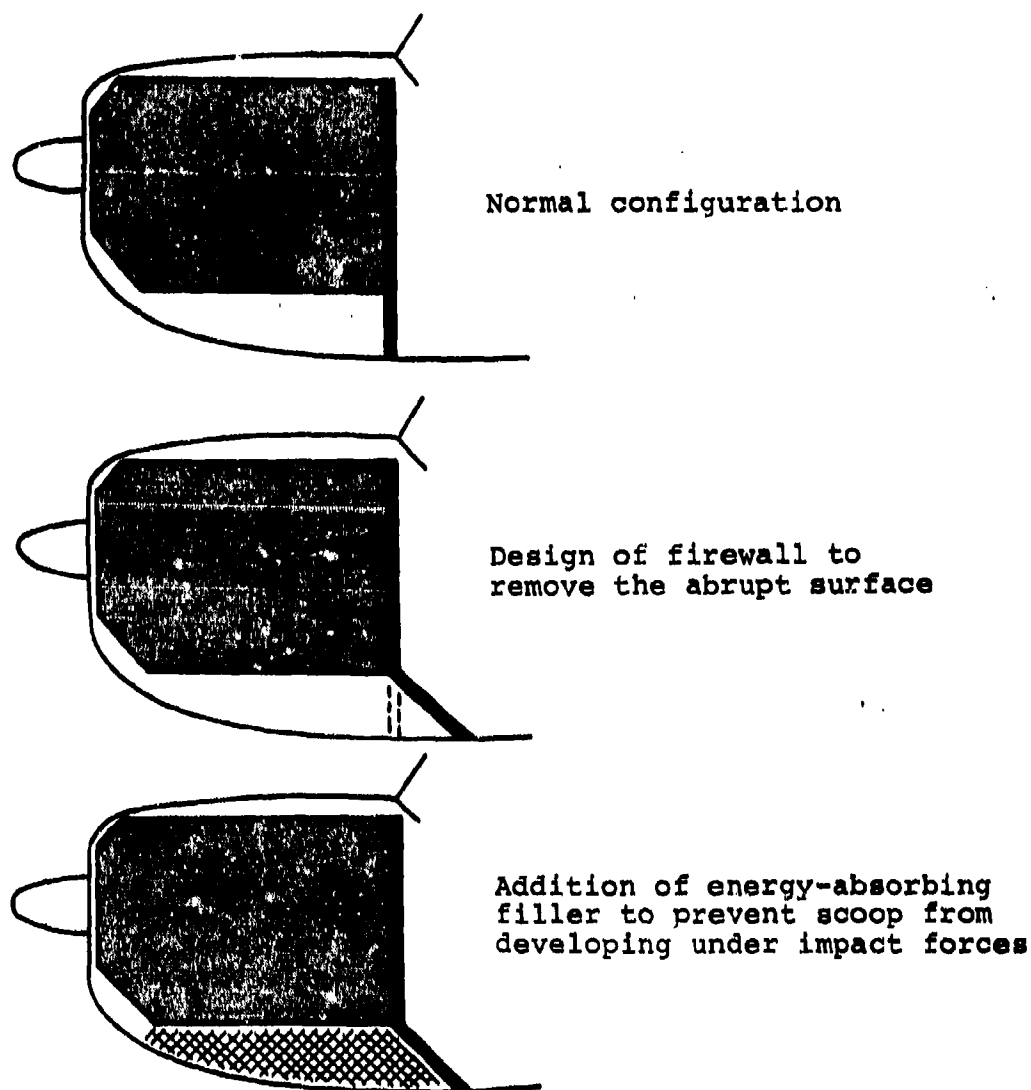 Normal configuration
Design of firewall to
remove the abrupt surface
Addition of energy-absorbing
filler to prevent scoop from
developing under impact forces